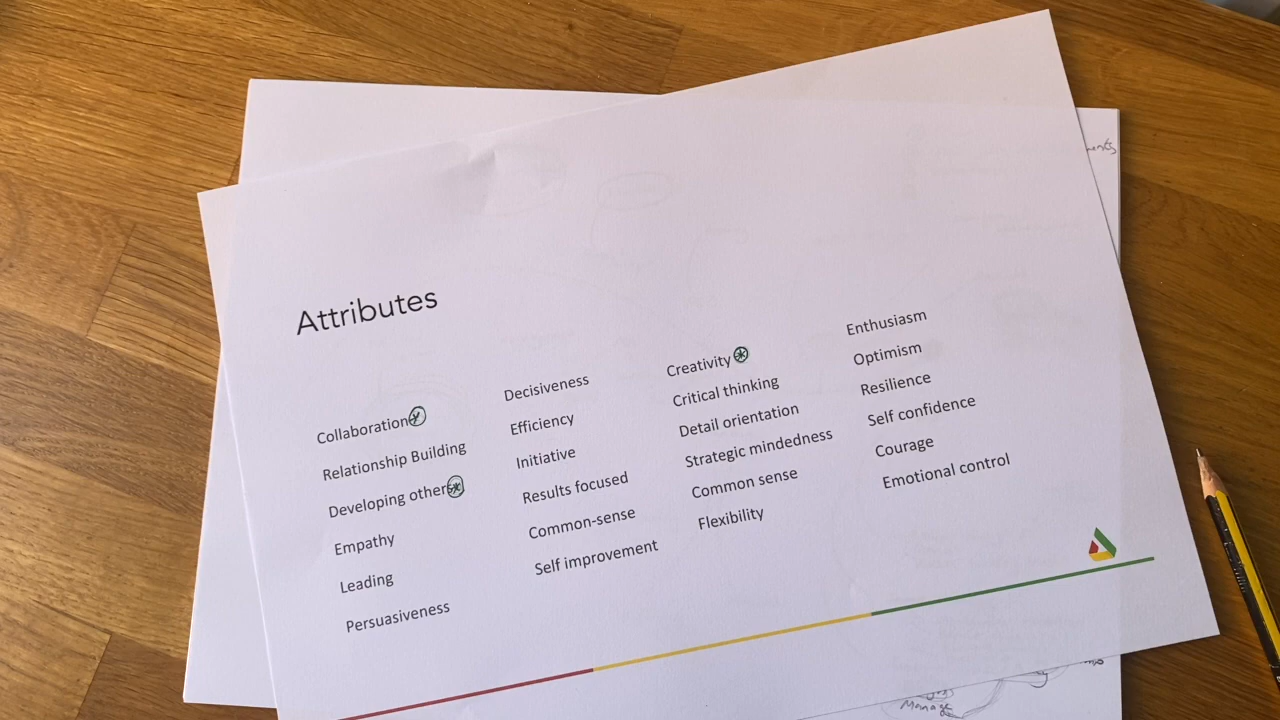 Attributes
Collaboration
Relationship Building
Developing others
Empathy
Leading
Persuasiveness
Decisiveness
Efficiency
Initiative
Results focused
Common-sense
Self improvement
Creativity
Critical thinking
Detail orientation
Strategic mindedness
Common sense
Flexibility
Enthusiasm
Optimism
Resilience
Self confidence
Courage
Emotional control
Manage